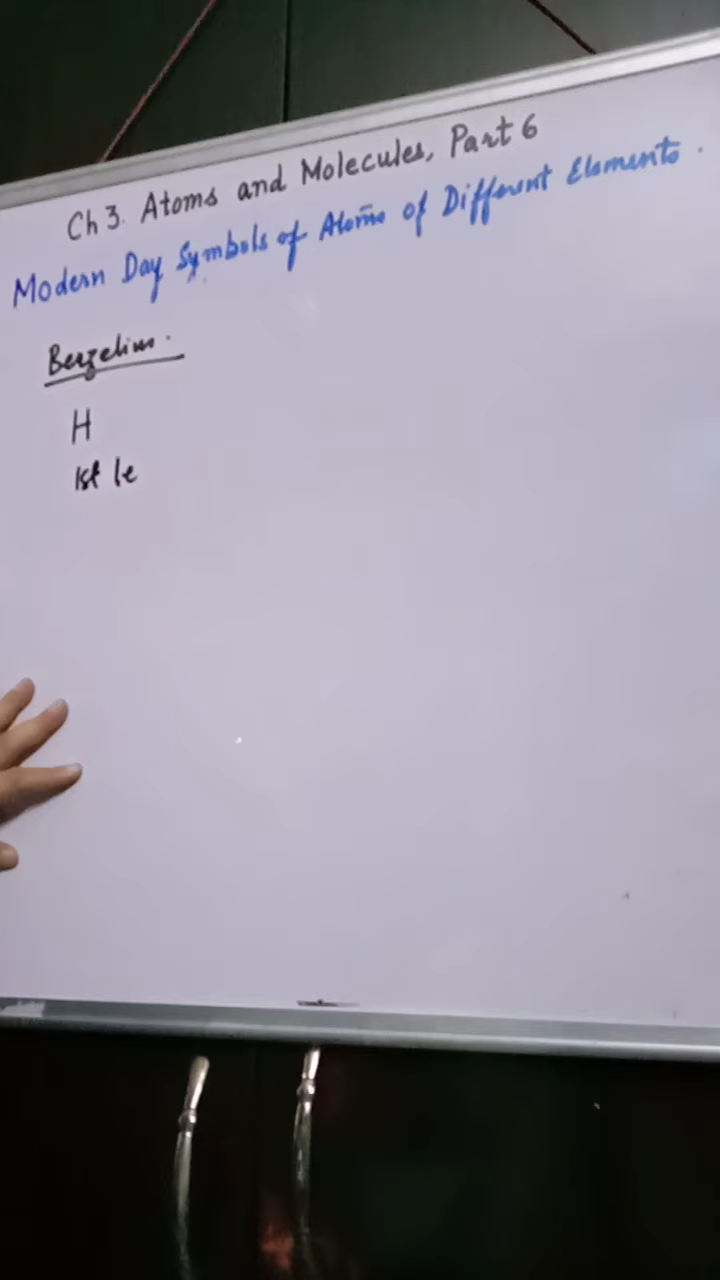 Ch 3. Atoms and Molecules, Part 6
Modern Day Symbols of Atoms of Different Elements.
Berzelius.
H
1st le